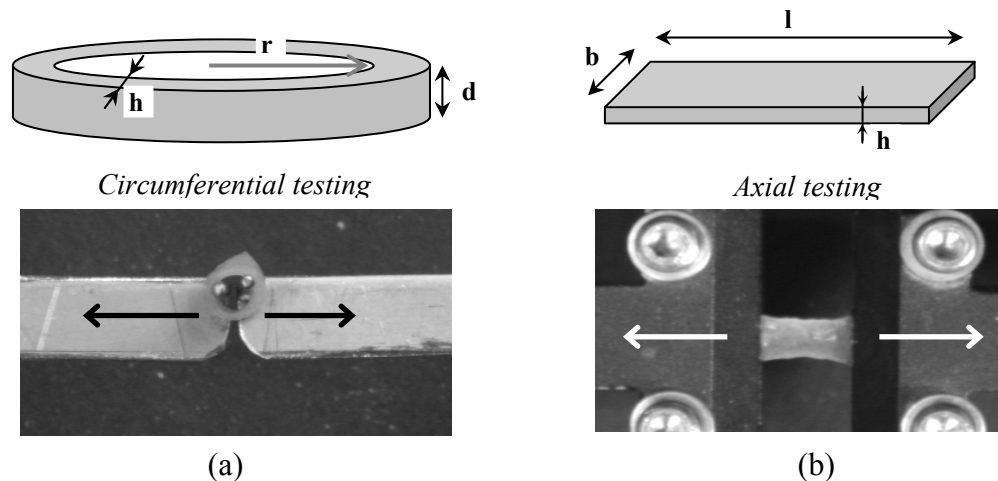 r
h
d
l
b
h
Circumferential testing
Axial testing
(a)
(b)